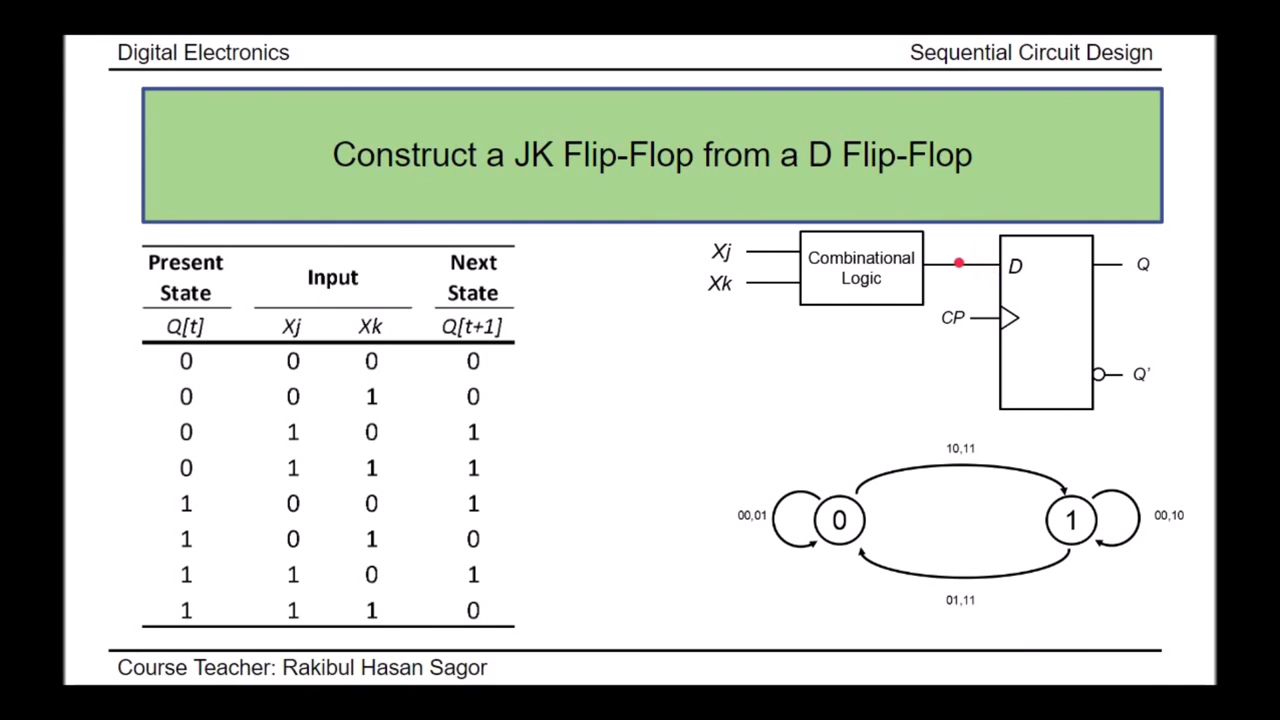 Digital Electronics
Sequential Circuit Design
Construct a JK Flip-Flop from a D Flip-Flop
Present State
Input
Next State
Q[t] Xj Xk Q[t+1]
0 0 0 0
0 0 1 0
0 1 0 1
0 1 1 1
1 0 0 1
1 0 1 0
1 1 0 1
1 1 1 0
Xj
Xk
Combinational
Logic
D
CP
Q
Q'
10,11
00,01
0
1
00,10
01,11
Course Teacher: Rakibul Hasan Sagor